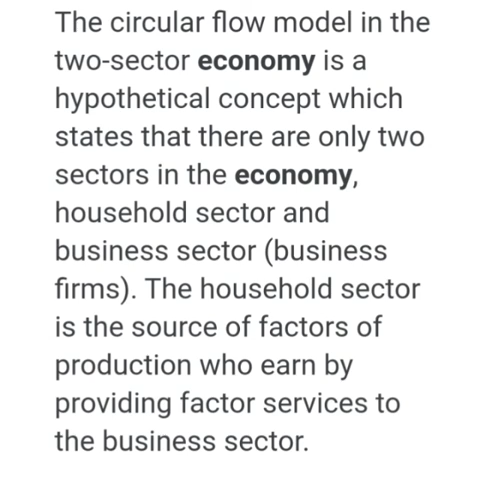 The circular flow model in the
two-sector economy is a
hypothetical concept which
states that there are only two
sectors in the economy,
household sector and
business sector (business
firms). The household sector
is the source of factors of
production who earn by
providing factor services to
the business sector.